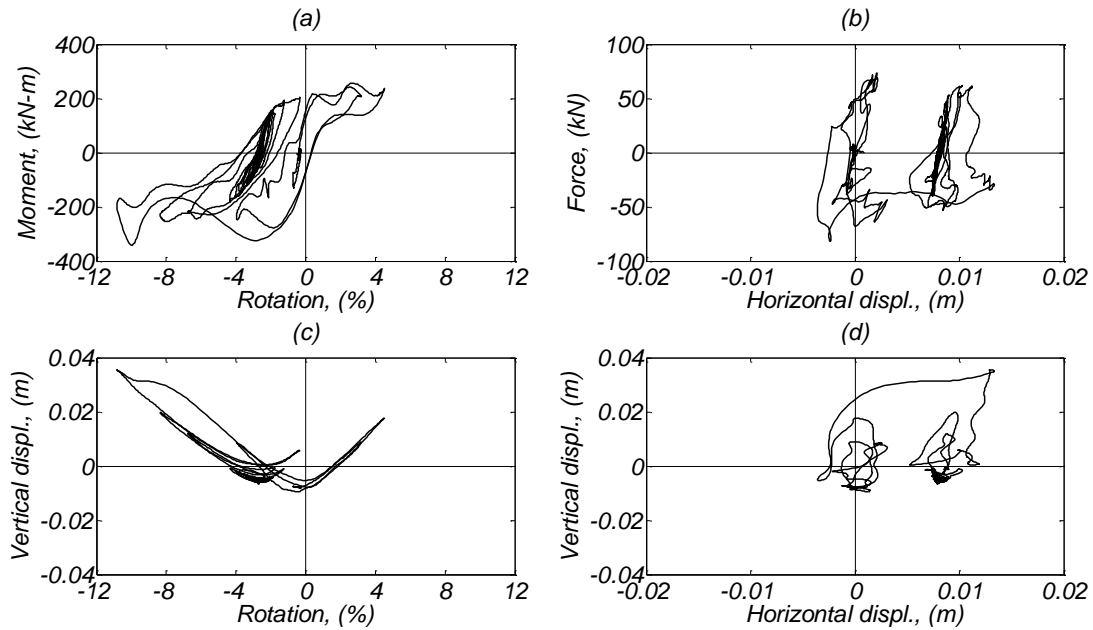 (a)
400
200
0
-200
-400
Moment, (kN-m)
-12 -8 -4 0 4 8 12
Rotation, (%)
(b)
100
50
0
-50
-100
Force, (kN)
-0.02 -0.01 0 0.01 0.02
Horizontal displ., (m)
(c)
0.04
0.02
0
-0.02
-0.04
Vertical displ., (m)
-12 -8 -4 0 4 8 12
Rotation, (%)
(d)
0.04
0.02
0
-0.02
-0.04
Vertical displ., (m)
-0.02 -0.01 0 0.01 0.02
Horizontal displ., (m)